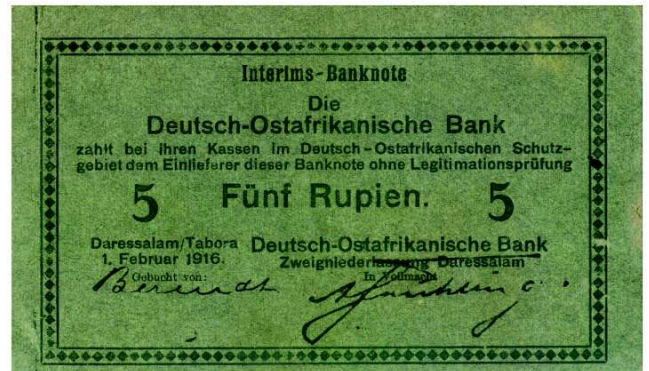 Interims-Banknote
Die
Deutsch-Ostafrikanische Bank
zahlt bei ihren Kassen im Deutsch-Ostafrikanischen Schutz-
gebiet dem Einlieferer dieser Banknote ohne Legitimationsprüfung
5 Fünf Rupien. 5
Daressalam/Tabora Deutsch-Ostafrikanische Bank
1. Februar 1916. Zweigniederlassung Daressalam
Gebucht von: In Vollmacht
Berendt